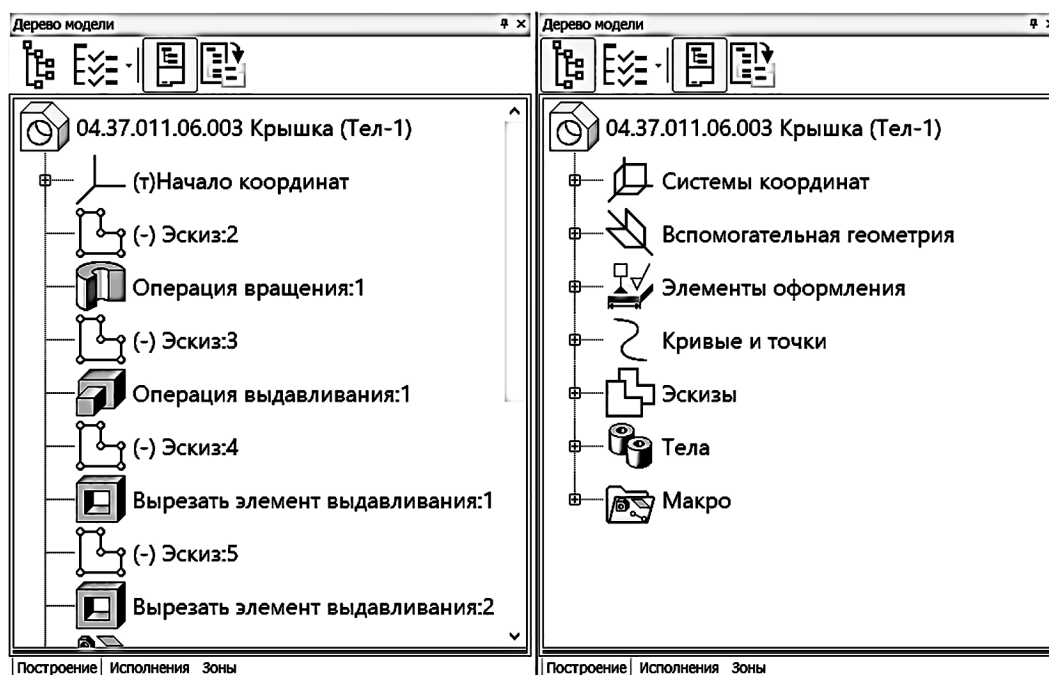 Дерево модели
04.37.011.06.003 Крышка (Тел-1)
(т)Начало координат
(-) Эскиз:2
Операция вращения:1
(-) Эскиз:3
Операция выдавливания:1
(-) Эскиз:4
Вырезать элемент выдавливания:1
(-) Эскиз:5
Вырезать элемент выдавливания:2
Построение Исполнения Зоны
Дерево модели
04.37.011.06.003 Крышка (Тел-1)
Системы координат
Вспомогательная геометрия
Элементы оформления
Кривые и точки
Эскизы
Тела
Макро
Построение Исполнения Зоны